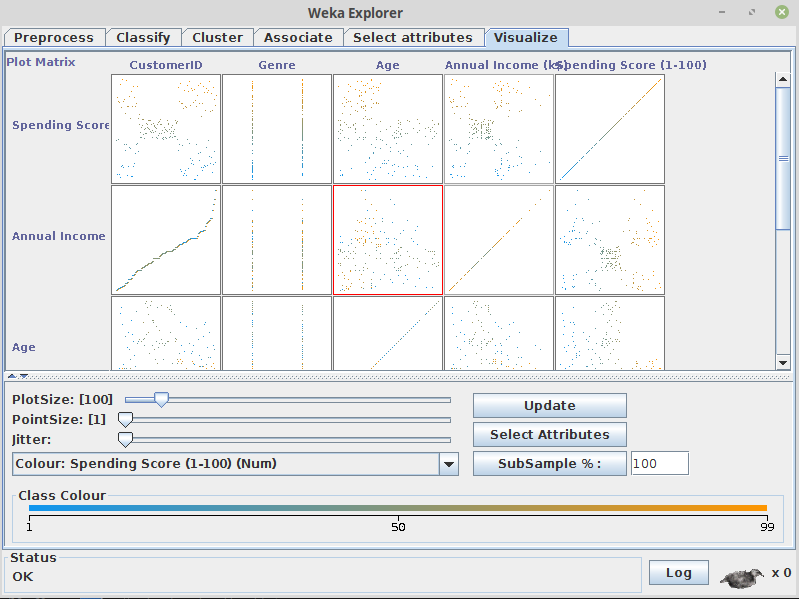 Weka Explorer
Preprocess Classify Cluster Associate Select attributes Visualize
Plot Matrix CustomerID Genre Age Annual Income (k$) Spending Score (1-100)
Spending Score
Annual Income
Age
PlotSize: [100] Update
PointSize: [1] Select Attributes
Jitter:
Colour: Spending Score (1-100) (Num) SubSample % : 100
Class Colour
1 50 99
Status
OK Log x 0